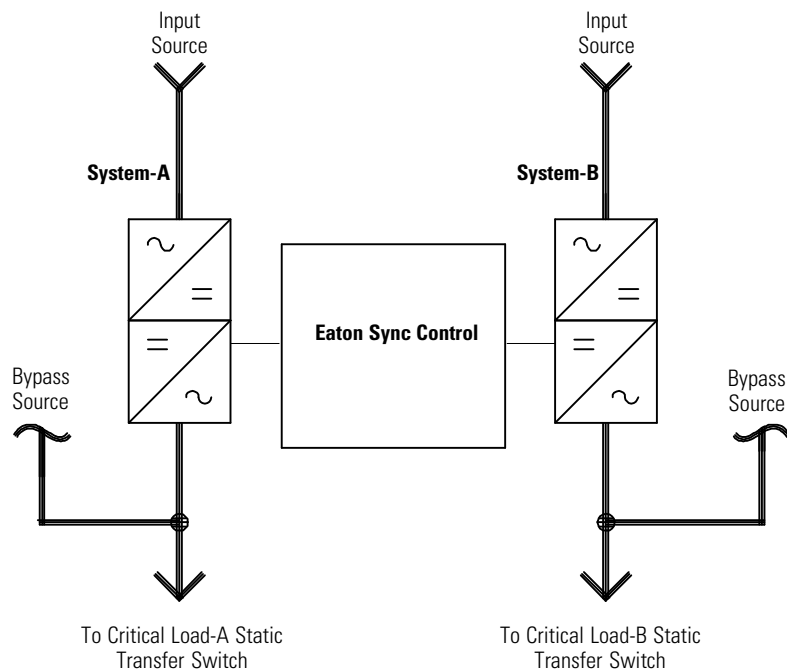 Input
Source
Input
Source
System-A
System-B
Eaton Sync Control
Bypass
Source
Bypass
Source
To Critical Load-A Static
Transfer Switch
To Critical Load-B Static
Transfer Switch